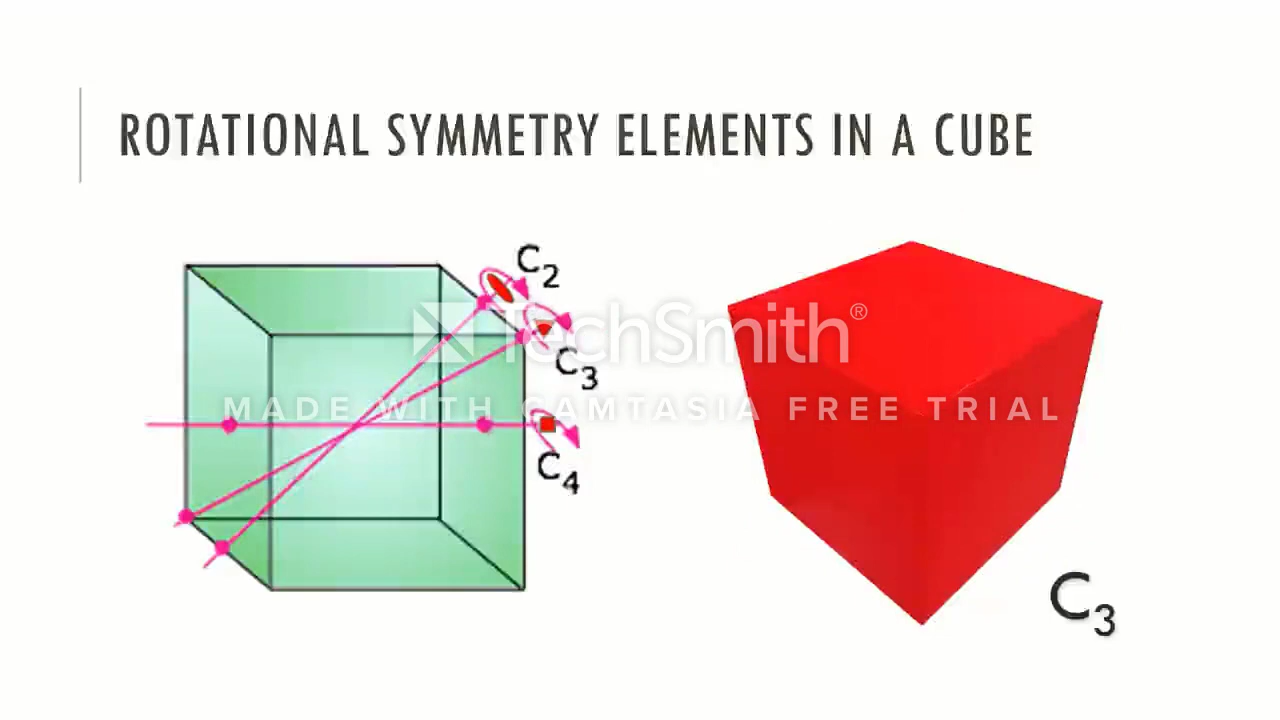 ROTATIONAL SYMMETRY ELEMENTS IN A CUBE
C2
TechSmith®
C3
MADE WITH CAMTASIA FREE TRIAL
C4
C3